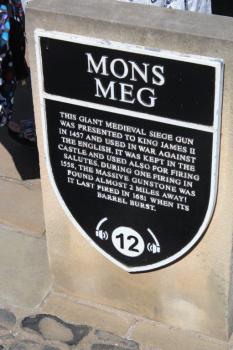 MONS
MEG
THIS GIANT MEDIEVAL SIEGE GUN
WAS PRESENTED TO KING JAMES II
IN 1457 AND USED IN WAR AGAINST
THE ENGLISH. IT WAS KEPT IN THE
CASTLE AND USED ALSO FOR FIRING
SALUTES. DURING ONE FIRING IN
1558, THE MASSIVE GUNSTONE WAS
FOUND ALMOST 2 MILES AWAY!
IT LAST FIRED IN 1681 WHEN ITS
BARREL BURST.
12